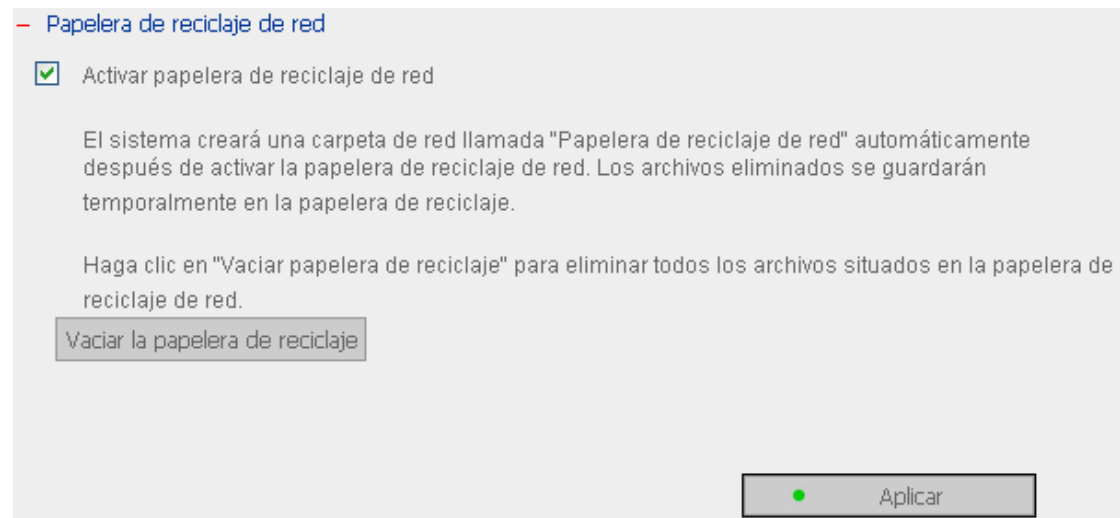 – Papelera de reciclaje de red
Activar papelera de reciclaje de red
El sistema creará una carpeta de red llamada "Papelera de reciclaje de red" automáticamente
después de activar la papelera de reciclaje de red. Los archivos eliminados se guardarán
temporalmente en la papelera de reciclaje.
Haga clic en "Vaciar papelera de reciclaje" para eliminar todos los archivos situados en la papelera de
reciclaje de red.
Vaciar la papelera de reciclaje
Aplicar